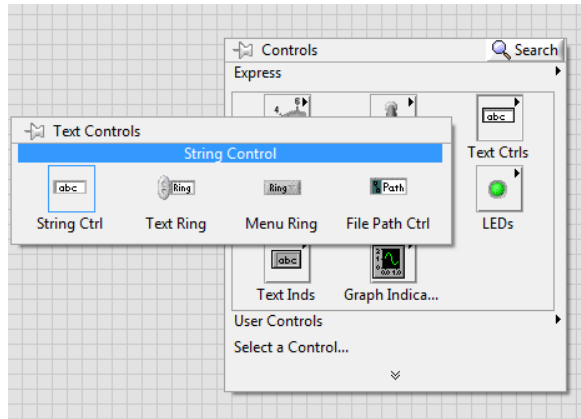 Controls
Search
Express
abc
Text Ctrls
LEDs
Text Controls
String Control
abc
Ring
Ring
Path
String Ctrl
Text Ring
Menu Ring
File Path Ctrl
abc
Text Inds
Graph Indica...
User Controls
Select a Control...